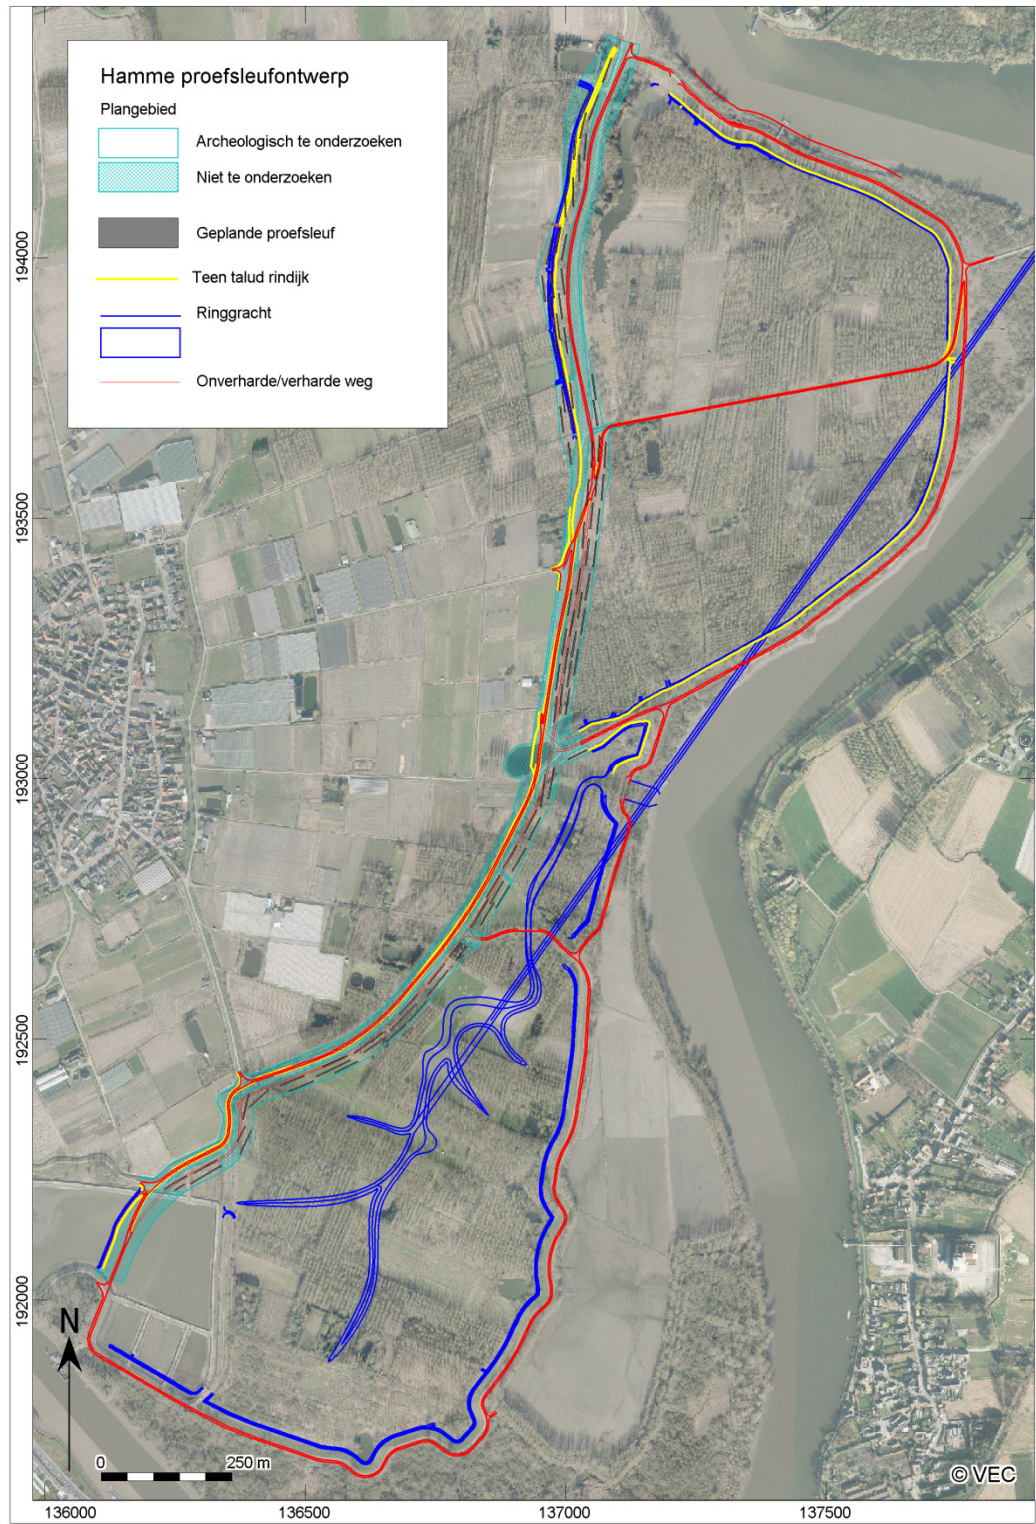 Hamme proefsleufontwerp
Plangebied
Archeologisch te onderzoeken
Niet te onderzoeken
Geplande proefsleuf
Teen talud rindijk
Ringgracht
Onverharde/verharde weg
194000
193500
193000
192500
192000
N
0 250 m
© VEC
136000 136500 137000 137500